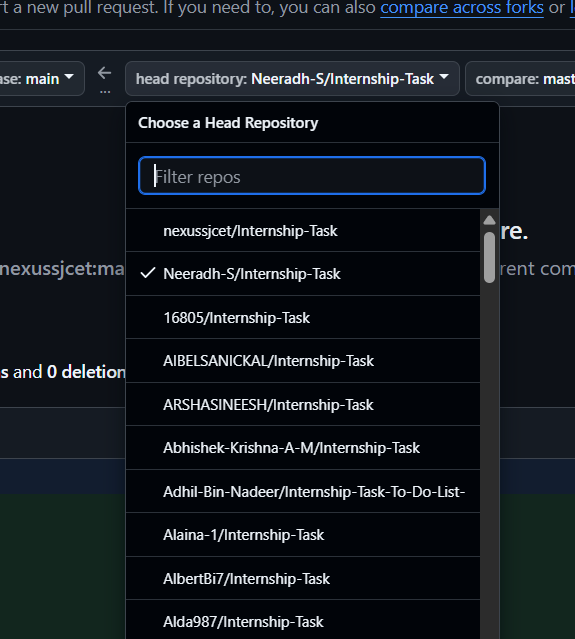 rt a new pull request. If you need to, you can also compare across forks or l
ase: main ← head repository: Neeradh-S/Internship-Task compare: mast
...
Choose a Head Repository
Filter repos
re.
nexussjcet/Internship-Task
nexussjcet:ma
rent com
Neeradh-S/Internship-Task
16805/Internship-Task
s and 0 deletion
AIBELSANICKAL/Internship-Task
ARSHASINEESH/Internship-Task
Abhishek-Krishna-A-M/Internship-Task
Adhil-Bin-Nadeer/Internship-Task-To-Do-List-
Alaina-1/Internship-Task
AlbertBi7/Internship-Task
Alda987/Internship-Task